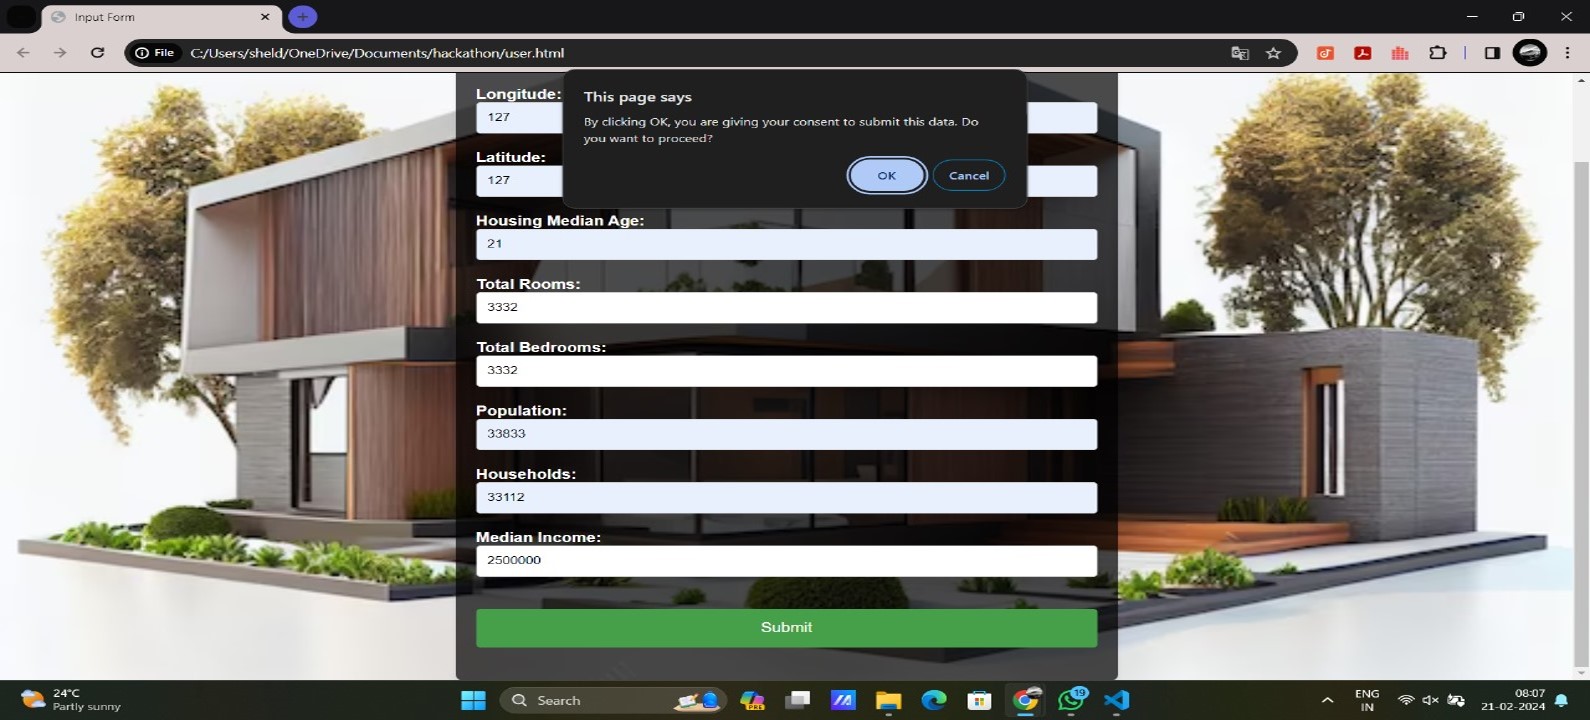 Input Form
File
C:/Users/sheld/OneDrive/Documents/hackathon/user.html
This page says
By clicking OK, you are giving your consent to submit this data. Do
you want to proceed?
OK
Cancel
Longitude:
127
Latitude:
127
Housing Median Age:
21
Total Rooms:
3332
Total Bedrooms:
3332
Population:
33833
Households:
33112
Median Income:
2500000
Submit
24°C
Partly sunny
Search
PRE
19
ENG
IN
08:07
21-02-2024